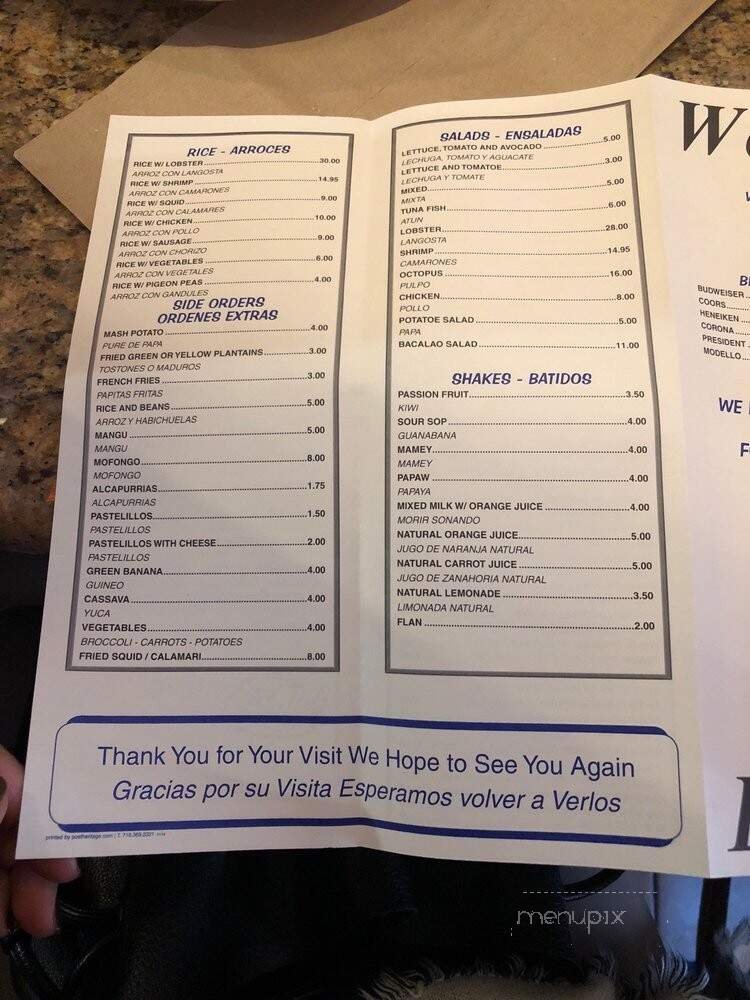 RICE - ARROCES
RICE W/ LOBSTER 30.00
ARROZ CON LANGOSTA
RICE W/ SHRIMP 14.95
ARROZ CON CAMARONES
RICE W/ SQUID 9.00
ARROZ CON CALAMARES
RICE W/ CHICKEN 10.00
ARROZ CON POLLO
RICE W/ SAUSAGE 9.00
ARROZ CON CHORIZO
RICE W/ VEGETABLES 6.00
ARROZ CON VEGETALES
RICE W/ PIGEON PEAS 4.00
ARROZ CON GANDULES
SIDE ORDERS
ORDENES EXTRAS
MASH POTATO 4.00
PURE DE PAPA
FRIED GREEN OR YELLOW PLANTAINS 3.00
TOSTONES O MADUROS
FRENCH FRIES 3.00
PAPITAS FRITAS
RICE AND BEANS 5.00
ARROZ Y HABICHUELAS
MANGU 5.00
MANGU
MOFONGO 8.00
MOFONGO
ALCAPURRIAS 1.75
ALCAPURRIAS
PASTELILLOS 1.50
PASTELILLOS
PASTELILLOS WITH CHEESE 2.00
PASTELILLOS
GREEN BANANA 4.00
GUINEO
CASSAVA 4.00
YUCA
VEGETABLES 4.00
BROCCOLI - CARROTS - POTATOES
FRIED SQUID / CALAMARI 8.00
SALADS - ENSALADAS
LETTUCE, TOMATO AND AVOCADO 5.00
LECHUGA, TOMATO Y AGUACATE
LETTUCE AND TOMATOE 3.00
LECHUGA Y TOMATE
MIXED 5.00
MIXTA
TUNA FISH 6.00
ATUN
LOBSTER 28.00
LANGOSTA
SHRIMP 14.95
CAMARONES
OCTOPUS 16.00
PULPO
CHICKEN 8.00
POLLO
POTATOE SALAD 5.00
PAPA
BACALAO SALAD 11.00
SHAKES - BATIDOS
PASSION FRUIT 3.50
KIWI
SOUR SOP 4.00
GUANABANA
MAMEY 4.00
MAMEY
PAPAW 4.00
PAPAYA
MIXED MILK W/ ORANGE JUICE 4.00
MORIR SONANDO
NATURAL ORANGE JUICE 5.00
JUGO DE NARANJA NATURAL
NATURAL CARROT JUICE 5.00
JUGO DE ZANAHORIA NATURAL
NATURAL LEMONADE 3.50
LIMONADA NATURAL
FLAN 2.00
BUDWEISER
COORS
HENEIKEN
CORONA
PRESIDENT
MODELLO
WE
Thank You for Your Visit We Hope to See You Again
Gracias por su Visita Esperamos volver a Verlos
menupix